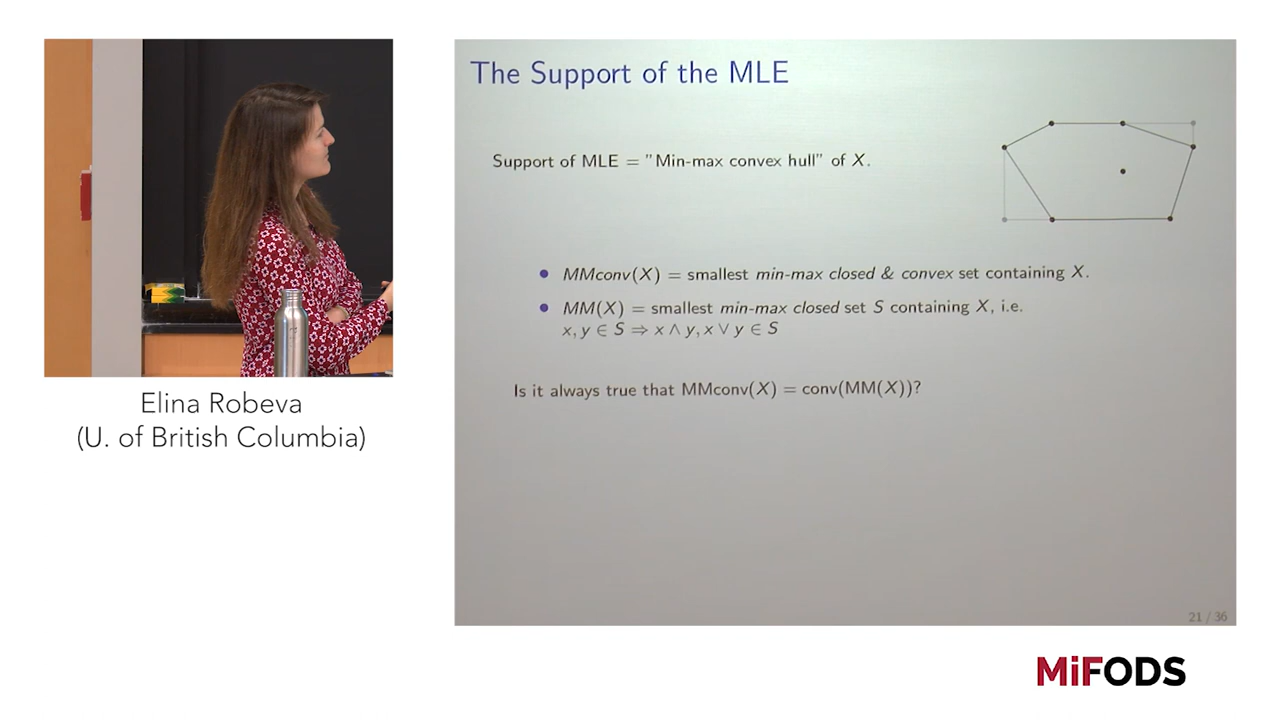 The Support of the MLE
Support of MLE = "Min-max convex hull" of X.
• MMconv(X) = smallest min-max closed & convex set containing X.
• MM(X) = smallest min-max closed set S containing X, i.e.
x, y ∈ S ⇒ x ∧ y, x ∨ y ∈ S
Is it always true that MMconv(X) = conv(MM(X))?
21 / 36
Elina Robeva
(U. of British Columbia)
MiFODS